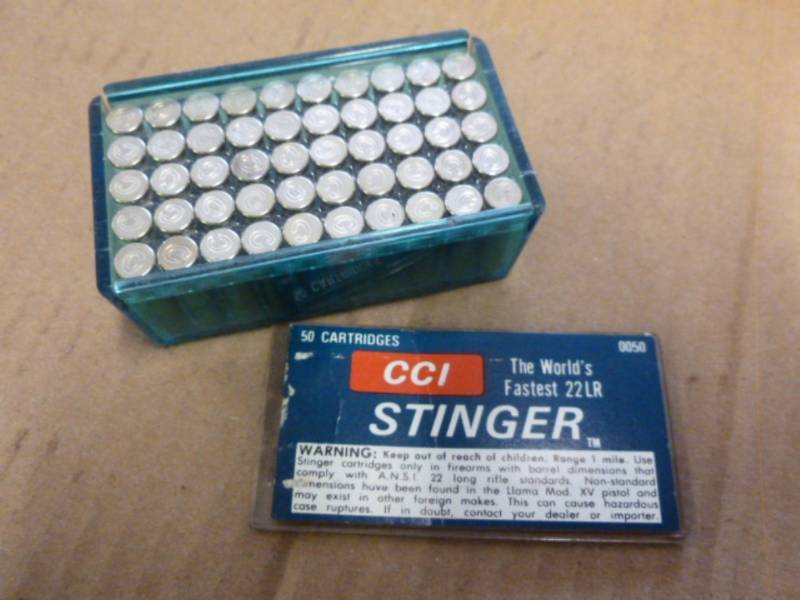 50 CARTRIDGES
0050
CCI
The World's
Fastest 22LR
STINGER™
WARNING: Keep out of reach of children. Range 1 mile. Use
Stinger cartridges only in firearms with barrel dimensions that
comply with A.N.S.I. 22 long rifle standards. Non-standard
dimensions have been found in the Llama Mod. XV pistol and
may exist in other foreign makes. This can cause hazardous
case ruptures. If in doubt, contact your dealer or importer.